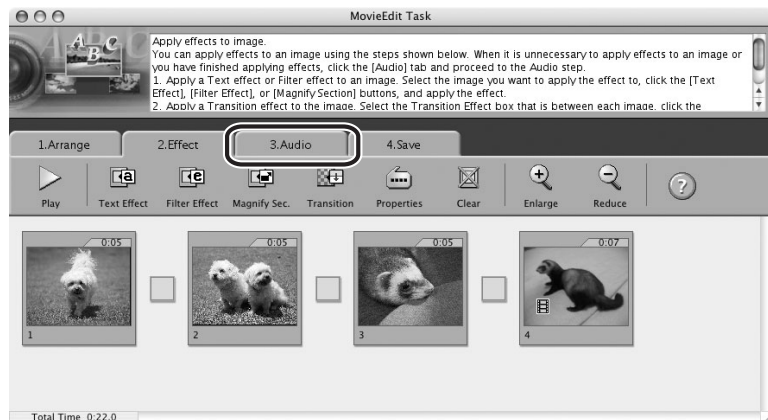 MovieEdit Task
A B C
Apply effects to image.
You can apply effects to an image using the steps shown below. When it is unnecessary to apply effects to an image or
you have finished applying effects, click the [Audio] tab and proceed to the Audio step.
1. Apply a Text effect or Filter effect to an image. Select the image you want to apply the effect to, click the [Text
Effect], [Filter Effect], or [Magnify Section] buttons, and apply the effect.
2. Apply a Transition effect to the image. Select the Transition Effect box that is between each image, click the
1.Arrange 2.Effect 3.Audio 4.Save
a e ?
Play Text Effect Filter Effect Magnify Sec. Transition Properties Clear Enlarge Reduce
0:05 0:05 0:05 0:07
1 2 3 4
Total Time 0:22.0